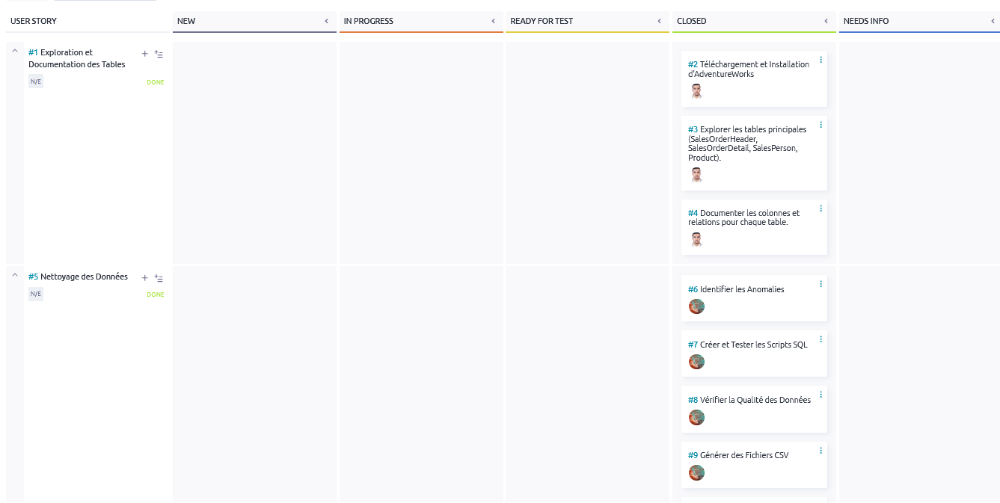 USER STORY
NEW
IN PROGRESS
READY FOR TEST
CLOSED
NEEDS INFO
#1 Exploration et
Documentation des Tables
N/E
DONE
#2 Téléchargement et Installation
d'AdventureWorks
#3 Explorer les tables principales
(SalesOrderHeader,
SalesOrderDetail, SalesPerson,
Product).
#4 Documenter les colonnes et
relations pour chaque table.
#5 Nettoyage des Données
N/E
DONE
#6 Identifier les Anomalies
#7 Créer et Tester les Scripts SQL
#8 Vérifier la Qualité des Données
#9 Générer des Fichiers CSV